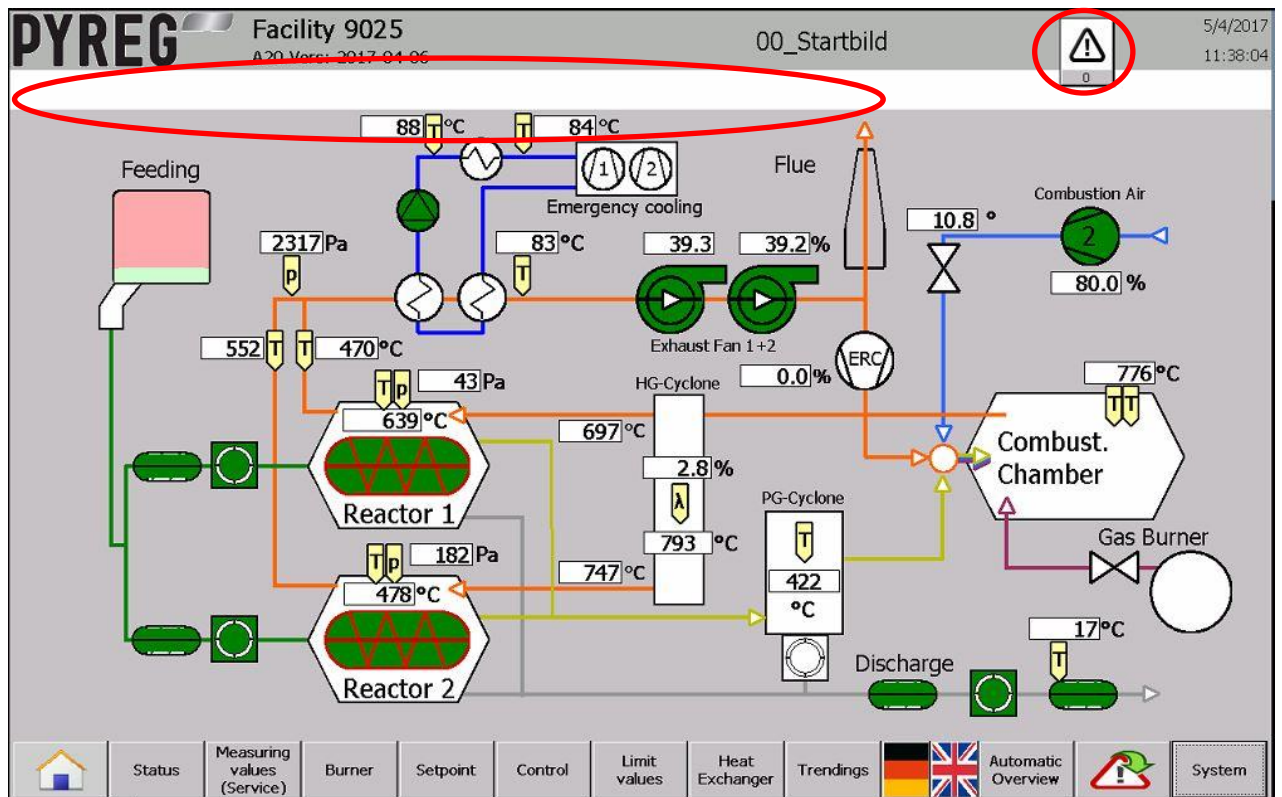 PYREG
Facility 9025
A20 Vers: 2017-04-06
00_Startbild
0
5/4/2017
11:38:04
88 T °C
T 84 °C
Feeding
1 2
Emergency cooling
Flue
Combustion Air
10.8 °
2
80.0 %
2317 Pa
p
83 °C
T
39.3
39.2 %
Exhaust Fan 1+2
552 T
T 470 °C
ERC
0.0 %
T p
43 Pa
639 °C
HG-Cyclone
697 °C
2.8 %
λ
793 °C
747 °C
776 °C
T T
Combust.
Chamber
Reactor 1
PG-Cyclone
T
422
°C
Gas Burner
T p
182 Pa
478 °C
Reactor 2
17 °C
T
Discharge
Status
Measuring
values
(Service)
Burner
Setpoint
Control
Limit
values
Heat
Exchanger
Trendings
Automatic
Overview
System